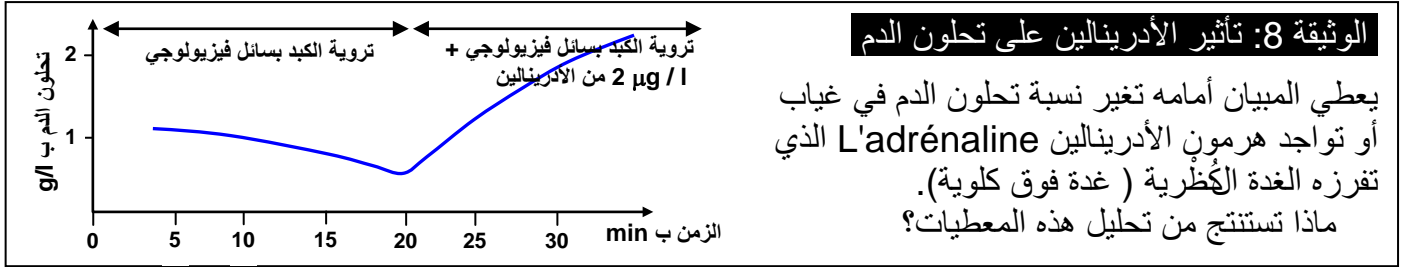 الوثيقة 8: تأثير الأدرينالين على تحلون الدم
يعطي المبيان أمامه تغير نسبة تحلون الدم في غياب
أو تواجد هرمون الأدرينالين L'adrénaline الذي
تفرزه الغدة الكُظْرية ( غدة فوق كلوية).
ماذا تستنتج من تحليل هذه المعطيات؟
تروية الكبد بسائل فيزيولوجي
تروية الكبد بسائل فيزيولوجي +
2 µg / l من الأدرينالين
تحلون الدم ب g/l
2
1
0 5 10 15 20 25 30
الزمن ب min